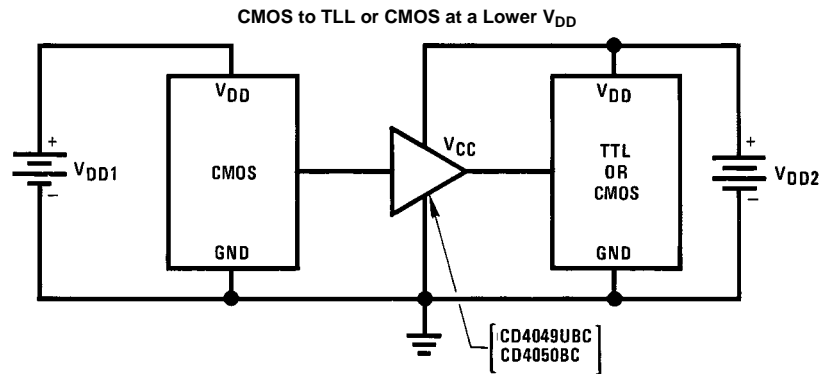 CMOS to TLL or CMOS at a Lower VDD
VDD
VDD
VCC
+
+
VDD1
CMOS
TTL
OR
CMOS
VDD2
−
−
GND
GND
CD4049UBC
CD4050BC